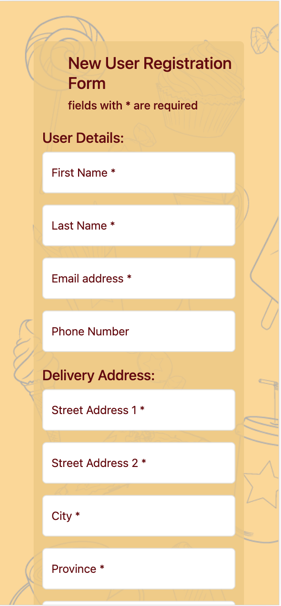 New User Registration
Form
fields with * are required
User Details:
First Name *
Last Name *
Email address *
Phone Number
Delivery Address:
Street Address 1 *
Street Address 2 *
City *
Province *